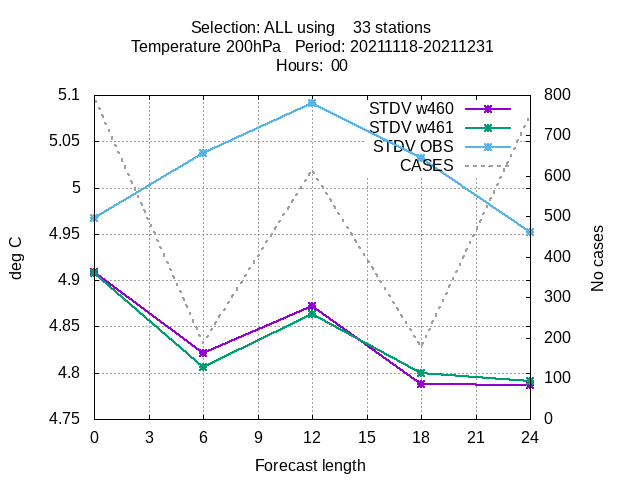 Selection: ALL using    33 stations
Temperature 200hPa   Period: 20211118-20211231
Hours:  00
STDV w460
STDV w461
STDV OBS
CASES
5.1
5.05
5
4.95
4.9
4.85
4.8
4.75
deg C
800
700
600
500
400
300
200
100
0
No cases
0 3 6 9 12 15 18 21 24
Forecast length